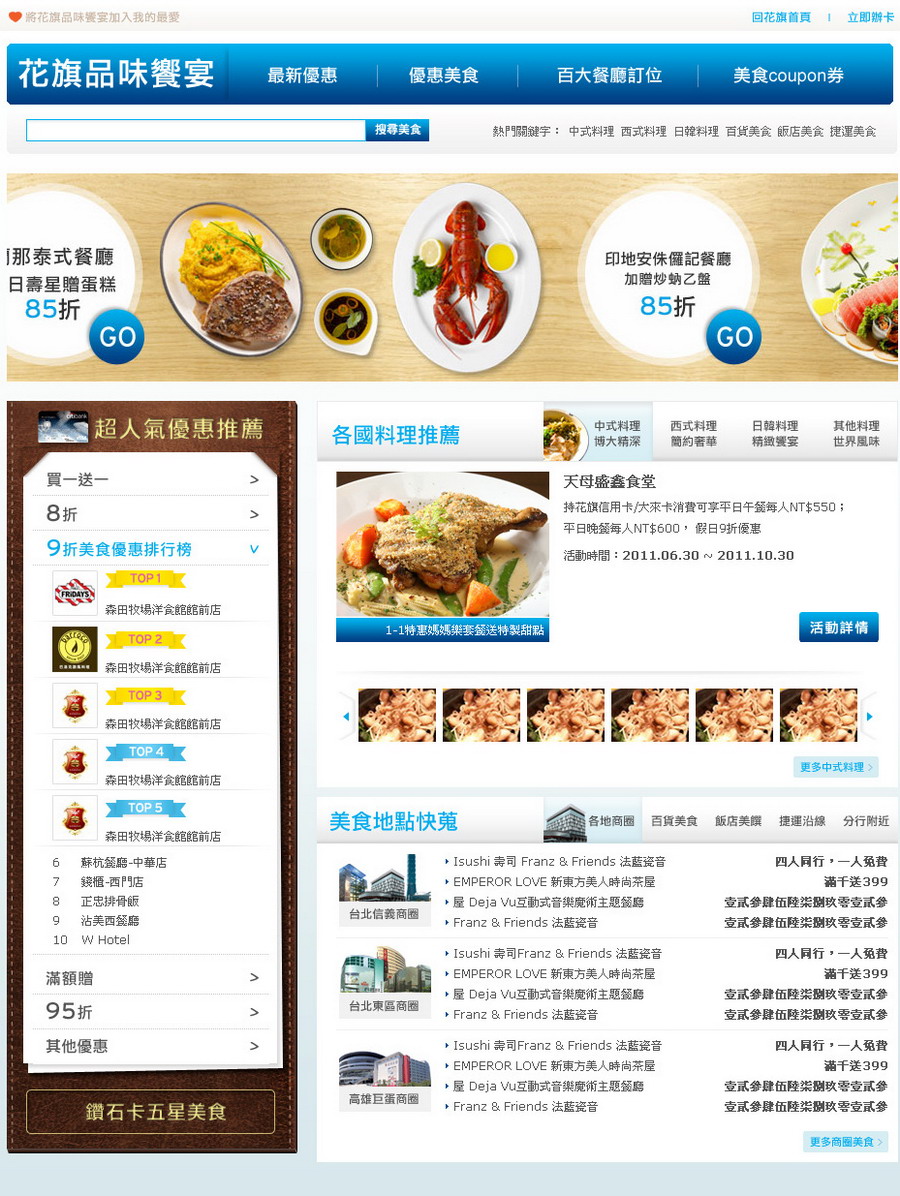 將花旗品味饗宴加入我的最愛
回花旗首頁 | 立即辦卡
花旗品味饗宴 最新優惠 優惠美食 百大餐廳訂位 美食coupon券
搜尋美食
熱門關鍵字： 中式料理 西式料理 日韓料理 百貨美食 飯店美食 捷運美食
那泰式餐廳
日壽星贈蛋糕
85折
GO
印地安侏儸記餐廳
加贈炒蚋乙盤
85折
GO
超人氣優惠推薦
買一送一 >
8折 >
9折美食優惠排行榜
FRiDAYS
TOP 1
森田牧場洋食館館前店
TOP 2
森田牧場洋食館館前店
TOP 3
森田牧場洋食館館前店
TOP 4
森田牧場洋食館館前店
TOP 5
森田牧場洋食館館前店
6 蘇杭餐廳-中華店
7 錢櫃-西門店
8 正忠排骨飯
9 沾美西餐廳
10 W Hotel
滿額贈 >
95折 >
其他優惠 >
鑽石卡五星美食
各國料理推薦
中式料理
博大精深
西式料理
簡約奢華
日韓料理
精緻饗宴
其他料理
世界風味
1-1特惠媽媽樂套餐送特製甜點
天母盛鑫食堂
持花旗信用卡/大來卡消費可享平日午餐每人NT$550；
平日晚餐每人NT$600， 假日9折優惠
活動時間：2011.06.30 ~ 2011.10.30
活動詳情
更多中式料理 >
美食地點快蒐
各地商圈 百貨美食 飯店美饌 捷運沿線 分行附近
台北信義商圈
Isushi 壽司 Franz & Friends 法藍瓷音 四人同行，一人免費
EMPEROR LOVE 新東方美人時尚茶屋 滿千送399
屋 Deja Vu互動式音樂魔術主題餐廳 壹貳參肆伍陸柒捌玖零壹貳參
Franz & Friends 法藍瓷音 壹貳參肆伍陸柒捌玖零壹貳參
台北東區商圈
Isushi 壽司Franz & Friends 法藍瓷音 四人同行，一人免費
EMPEROR LOVE 新東方美人時尚茶屋 滿千送399
屋 Deja Vu互動式音樂魔術主題餐廳 壹貳參肆伍陸柒捌玖零壹貳參
Franz & Friends 法藍瓷音 壹貳參肆伍陸柒捌玖零壹貳參
高雄巨蛋商圈
Isushi 壽司Franz & Friends 法藍瓷音 四人同行，一人免費
EMPEROR LOVE 新東方美人時尚茶屋 滿千送399
屋 Deja Vu互動式音樂魔術主題餐廳 壹貳參肆伍陸柒捌玖零壹貳參
Franz & Friends 法藍瓷音 壹貳參肆伍陸柒捌玖零壹貳參
更多商圈美食 >